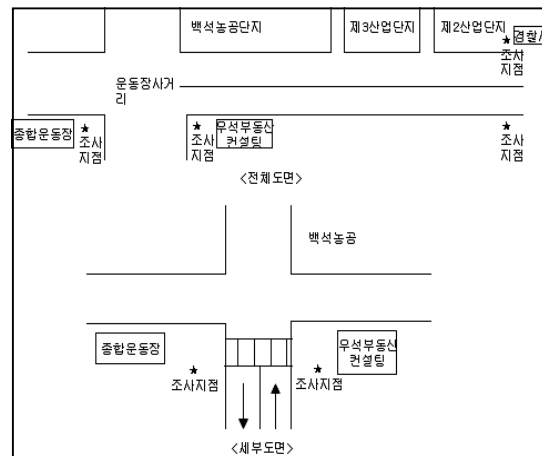 백석농공단지
제3산업단지
제2산업단지
★
조사
지점
운동장사거
리
종합운동장
★
조사
지점
★
조사
지점
우석부동산
컨설팅
★
조사
지점
<전체도면>
백석농공
종합운동장
★
조사지점
★
조사지점
우석부동산
컨설팅
<세부도면>